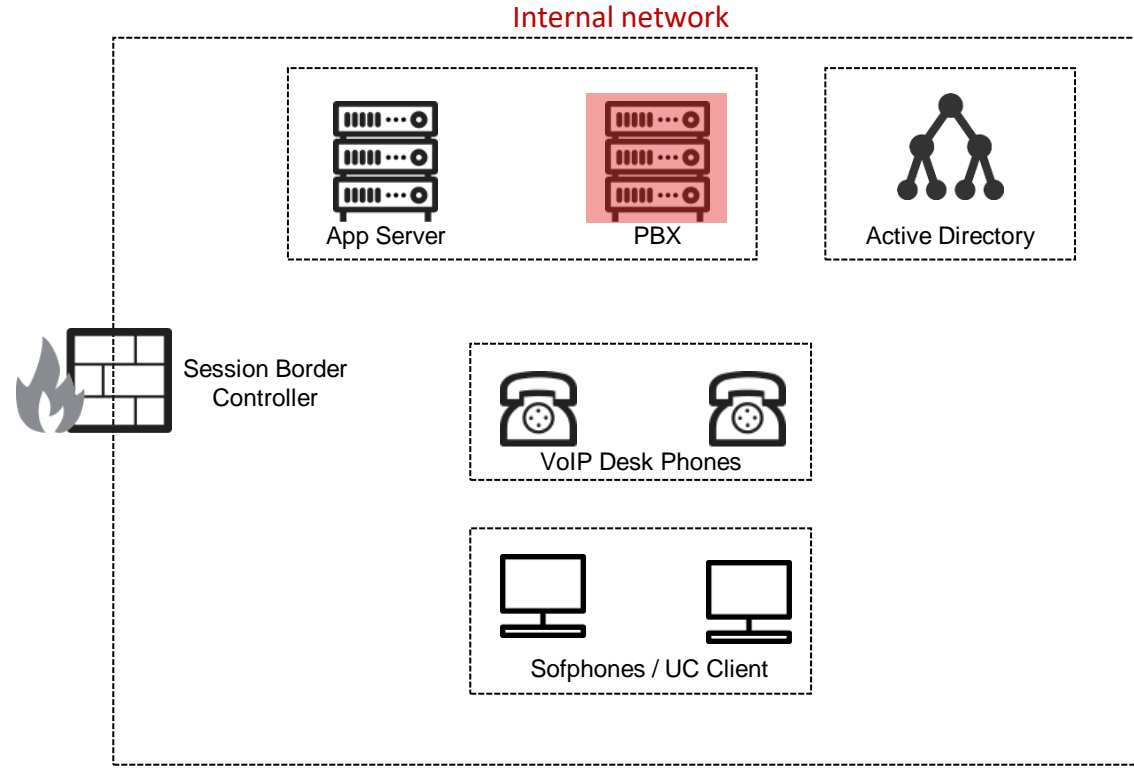 Internal network
App Server
PBX
Active Directory
Session Border
Controller
VoIP Desk Phones
Sofphones / UC Client